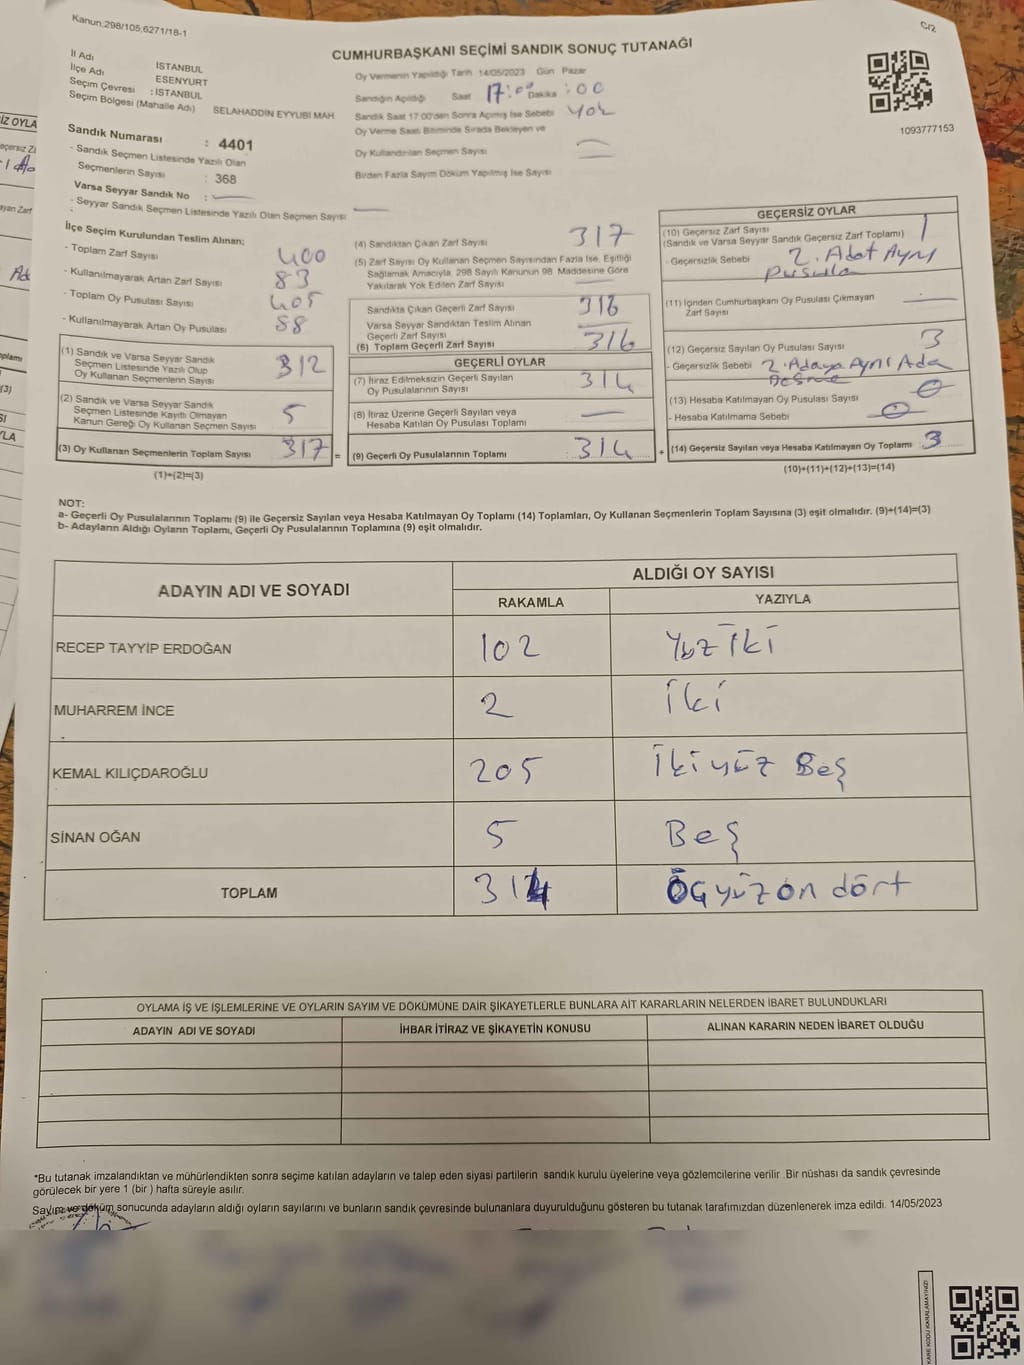 Kanun;298/105;6271/18-1
C/2
CUMHURBAŞKANI SEÇİMİ SANDIK SONUÇ TUTANAĞI
İl Adı İSTANBUL
İlçe Adı ESENYURT
Seçim Çevresi : İSTANBUL
Seçim Bölgesi (Mahalle Adı) SELAHADDİN EYYUBİ MAH
Sandık Numarası : 4401
- Sandık Seçmen Listesinde Yazılı Olan
Seçmenlerin Sayısı : 368
Varsa Seyyar Sandık No :
- Seyyar Sandık Seçmen Listesinde Yazılı Olan Seçmen Sayısı
Oy Vermenin Yapıldığı Tarih 14/05/2023 Gün Pazar
Sandığın Açıldığı Saat 17:00 Dakika :00
Sandık Saat 17:00'den Sonra Açılmış İse Sebebi Yok
Oy Verme Saati Bitiminde Sırada Bekleyen ve
Oy Kullandırılan Seçmen Sayısı
Birden Fazla Sayım Döküm Yapılmış İse Sayısı
1093777153
İlçe Seçim Kurulundan Teslim Alınan;
- Toplam Zarf Sayısı 400
- Kullanılmayarak Artan Zarf Sayısı 83
- Toplam Oy Pusulası Sayısı 405
- Kullanılmayarak Artan Oy Pusulası 88
(1) Sandık ve Varsa Seyyar Sandık
Seçmen Listesinde Yazılı Olup
Oy Kullanan Seçmenlerin Sayısı 312
(2) Sandık ve Varsa Seyyar Sandık
Seçmen Listesinde Kayıtlı Olmayan
Kanun Gereği Oy Kullanan Seçmen Sayısı 5
(3) Oy Kullanan Seçmenlerin Toplam Sayısı 317 =
(1)+(2)=(3)
(4) Sandıktan Çıkan Zarf Sayısı 317
(5) Zarf Sayısı Oy Kullanan Seçmen Sayısından Fazla İse, Eşitliği
Sağlamak Amacıyla, 298 Sayılı Kanunun 98. Maddesine Göre
Yakılarak Yok Edilen Zarf Sayısı
Sandıkta Çıkan Geçerli Zarf Sayısı 316
Varsa Seyyar Sandıktan Teslim Alınan
Geçerli Zarf Sayısı
(6) Toplam Geçerli Zarf Sayısı 316
GEÇERLİ OYLAR
(7) İtiraz Edilmeksizin Geçerli Sayılan
Oy Pusulalarının Sayısı 314
(8) İtiraz Üzerine Geçerli Sayılan veya
Hesaba Katılan Oy Pusulası Toplamı
(9) Geçerli Oy Pusulalarının Toplamı 314 +
GEÇERSİZ OYLAR
(10) Geçersiz Zarf Sayısı 1
(Sandık ve Varsa Seyyar Sandık Geçersiz Zarf Toplamı)
- Geçersizlik Sebebi 2. Adet Aynı
Pusula
(11) İçinden Cumhurbaşkanı Oy Pusulası Çıkmayan
Zarf Sayısı
(12) Geçersiz Sayılan Oy Pusulası Sayısı 3
- Geçersizlik Sebebi 2. Adaya Aynı Ada
(13) Hesaba Katılmayan Oy Pusulası Sayısı 0
- Hesaba Katılmama Sebebi 0
(14) Geçersiz Sayılan veya Hesaba Katılmayan Oy Toplamı 3
(10)+(11)+(12)+(13)=(14)
NOT:
a- Geçerli Oy Pusulalarının Toplamı (9) ile Geçersiz Sayılan veya Hesaba Katılmayan Oy Toplamı (14) Toplamları, Oy Kullanan Seçmenlerin Toplam Sayısına (3) eşit olmalıdır. (9)+(14)=(3)
b- Adayların Aldığı Oyların Toplamı, Geçerli Oy Pusulalarının Toplamına (9) eşit olmalıdır.
ADAYIN ADI VE SOYADI ALDIĞI OY SAYISI
RAKAMLA YAZIYLA
RECEP TAYYİP ERDOĞAN 102 Yüz İki
MUHARREM İNCE 2 İki
KEMAL KILIÇDAROĞLU 205 İkiyüz Beş
SİNAN OĞAN 5 Beş
TOPLAM 314 Üçyüz on dört
OYLAMA İŞ VE İŞLEMLERİNE VE OYLARIN SAYIM VE DÖKÜMÜNE DAİR ŞİKAYETLERLE BUNLARA AİT KARARLARIN NELERDEN İBARET BULUNDUKLARI
ADAYIN ADI VE SOYADI İHBAR İTİRAZ VE ŞİKAYETİN KONUSU ALINAN KARARIN NEDEN İBARET OLDUĞU
*Bu tutanak imzalandıktan ve mühürlendikten sonra seçime katılan adayların ve talep eden siyasi partilerin sandık kurulu üyelerine veya gözlemcilerine verilir .Bir nüshası da sandık çevresinde
görülecek bir yere 1 (bir ) hafta süreyle asılır.
Sayım ve döküm sonucunda adayların aldığı oyların sayılarını ve bunların sandık çevresinde bulunanlara duyurulduğunu gösteren bu tutanak tarafımızdan düzenlenerek imza edildi. 14/05/2023